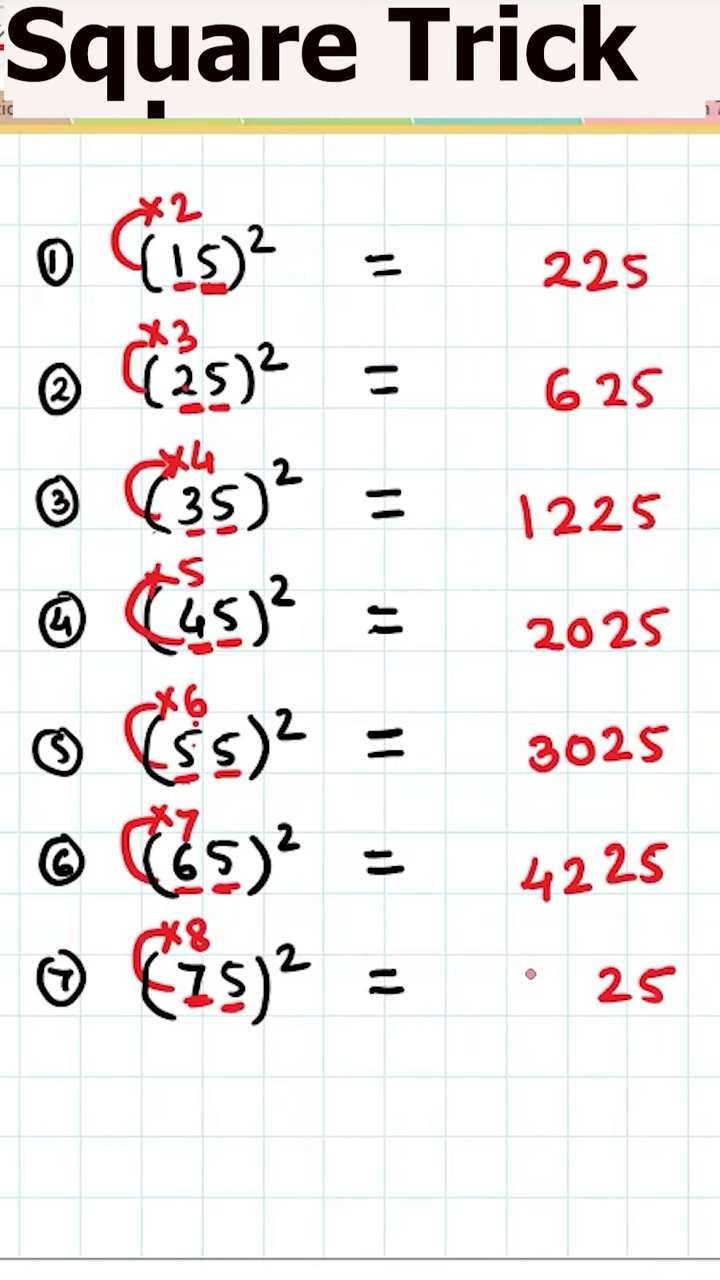 Square Trick
×2
① (15)² = 225
×3
② (25)² = 625
×4
③ (35)² = 1225
×5
④ (45)² = 2025
×6
⑤ (55)² = 3025
×7
⑥ (65)² = 4225
×8
⑦ (75)² = 25